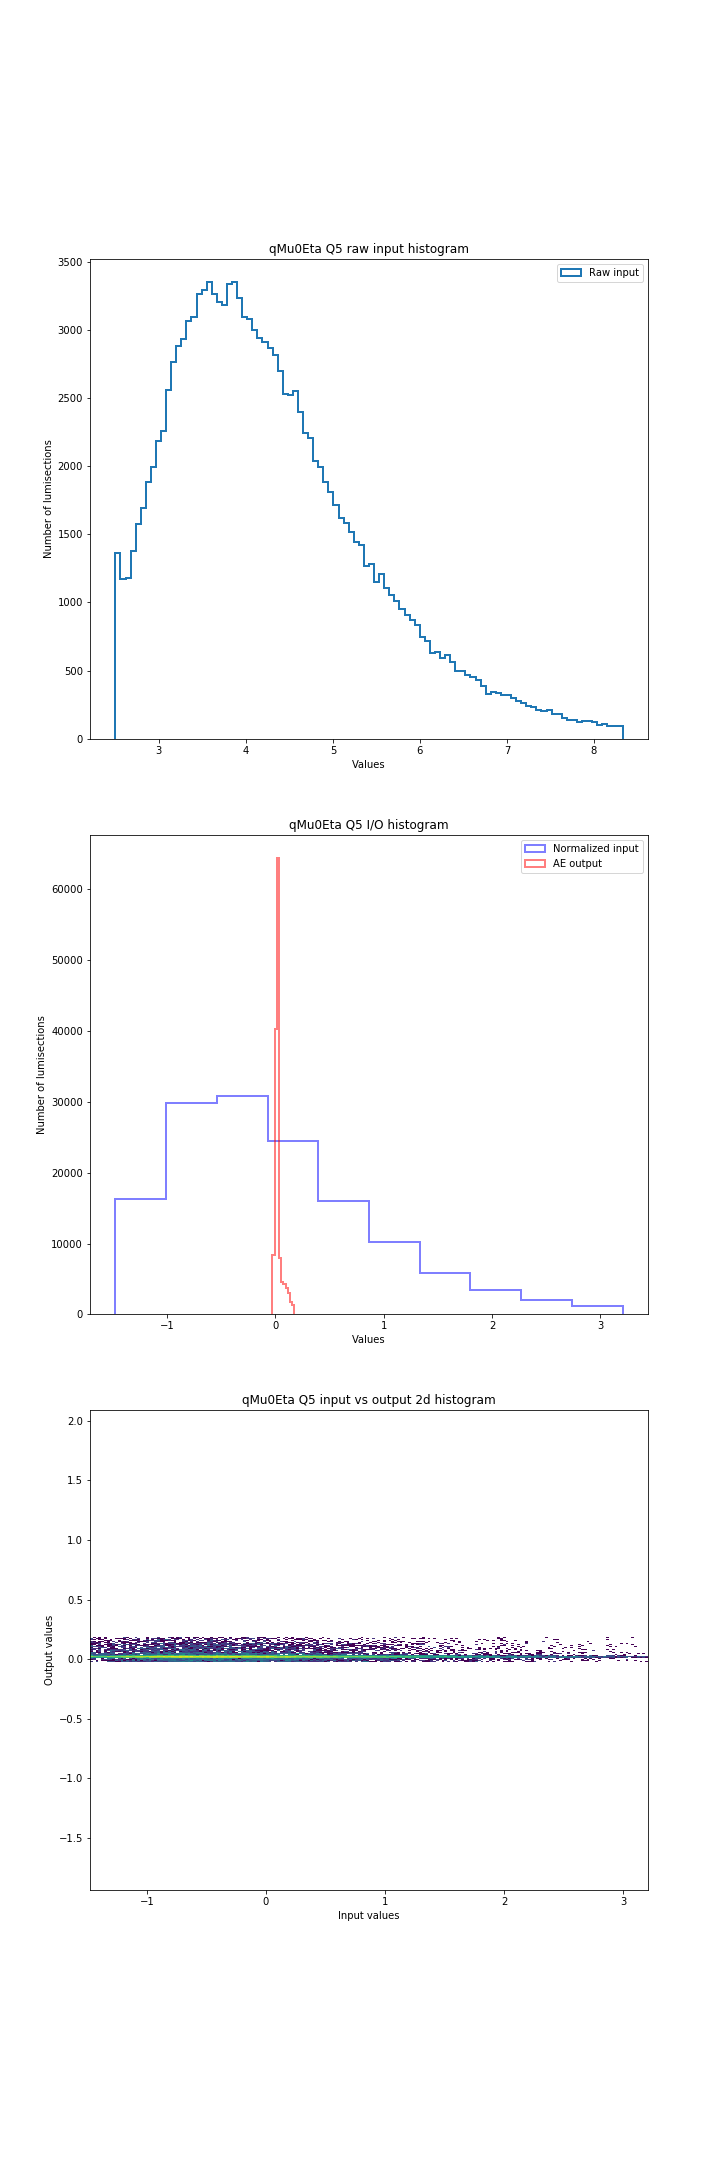 qMu0Eta Q5 raw input histogram
3500
3000
2500
2000
1500
1000
500
0
Number of lumisections
Raw input
3 4 5 6 7 8
Values
qMu0Eta Q5 I/O histogram
60000
50000
40000
30000
20000
10000
0
Number of lumisections
Normalized input
AE output
−1 0 1 2 3
Values
qMu0Eta Q5 input vs output 2d histogram
2.0
1.5
1.0
0.5
0.0
−0.5
−1.0
−1.5
Output values
−1 0 1 2 3
Input values